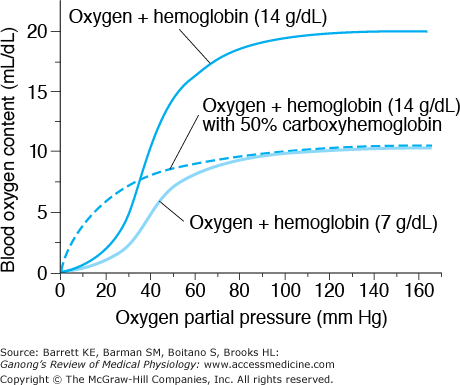 Oxygen + hemoglobin (14 g/dL)
Oxygen + hemoglobin (14 g/dL)
with 50% carboxyhemoglobin
Oxygen + hemoglobin (7 g/dL)
Blood oxygen content (mL/dL)
20
15
10
5
0
0 20 40 60 80 100 120 140 160
Oxygen partial pressure (mm Hg)
Source: Barrett KE, Barman SM, Boitano S, Brooks HL:
Ganong's Review of Medical Physiology: www.accessmedicine.com
Copyright © The McGraw-Hill Companies, Inc. All rights reserved.